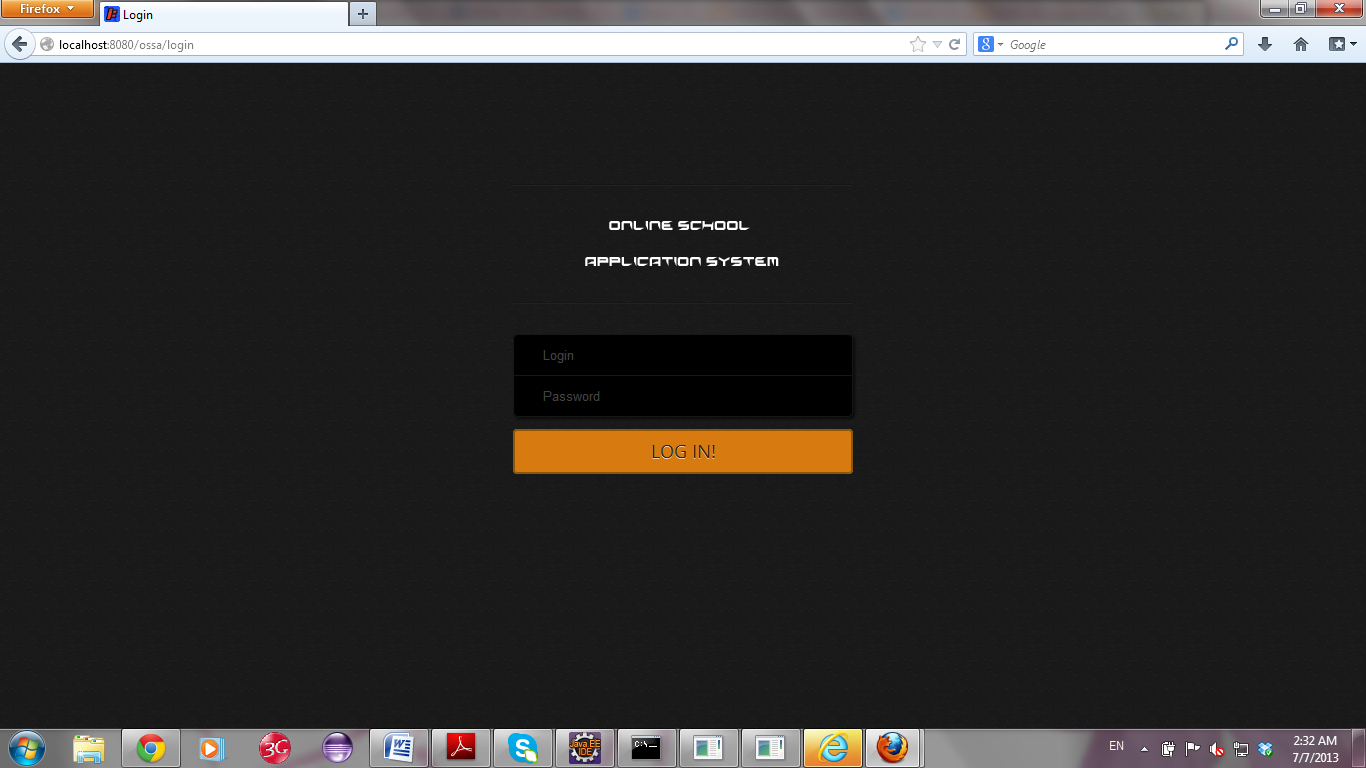 Firefox
Login
localhost:8080/ossa/login
Google
ONLINE SCHOOL
APPLICATION SYSTEM
Login
Password
LOG IN!
3G
Java EE
IDE
C:\
EN
2:32 AM
7/7/2013